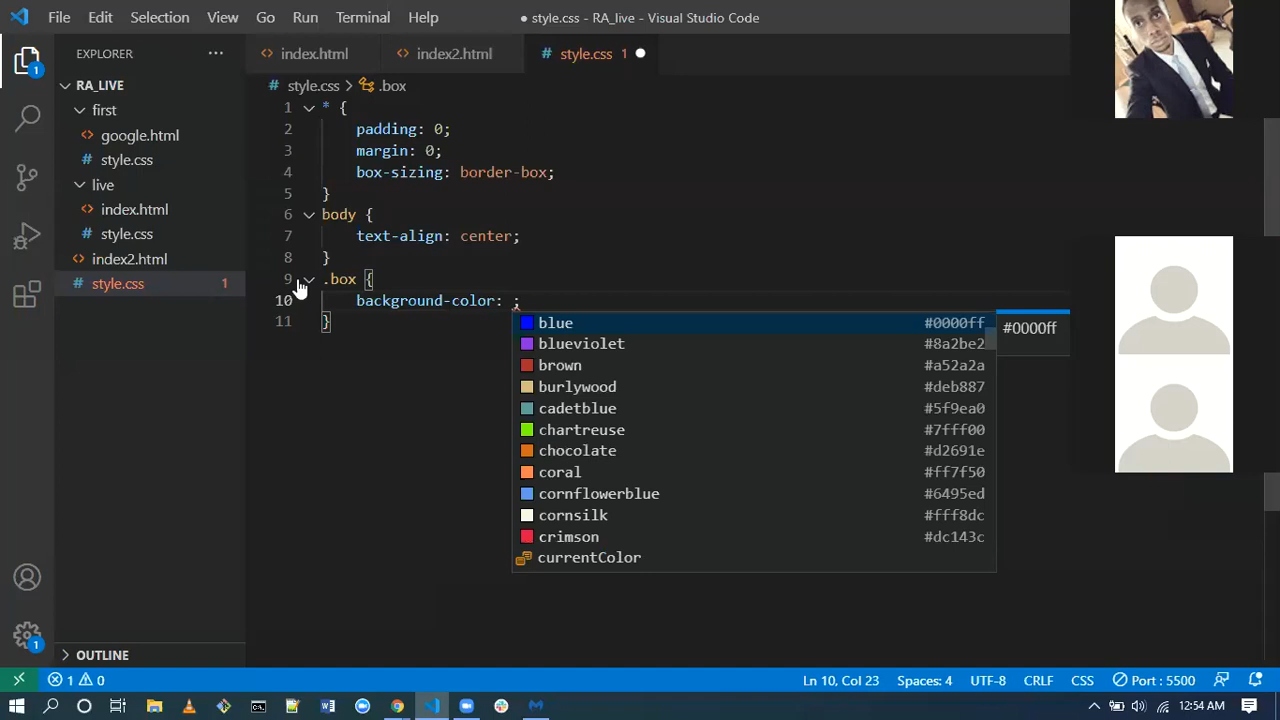 File Edit Selection View Go Run Terminal Help
● style.css - RA_live - Visual Studio Code
EXPLORER ···
RA_LIVE
first
<> google.html
# style.css
live
<> index.html
# style.css
<> index2.html
# style.css 1
OUTLINE
<> index.html
<> index2.html
# style.css 1 ●
# style.css > .box
1 * {
2 padding: 0;
3 margin: 0;
4 box-sizing: border-box;
5 }
6 body {
7 text-align: center;
8 }
9 .box {
10 background-color: ;
11 }
blue #0000ff
blueviolet #8a2be2
brown #a52a2a
burlywood #deb887
cadetblue #5f9ea0
chartreuse #7fff00
chocolate #d2691e
coral #ff7f50
cornflowerblue #6495ed
cornsilk #fff8dc
crimson #dc143c
currentColor
#0000ff
1
1
1 0
Ln 10, Col 23 Spaces: 4 UTF-8 CRLF CSS Port : 5500
12:54 AM